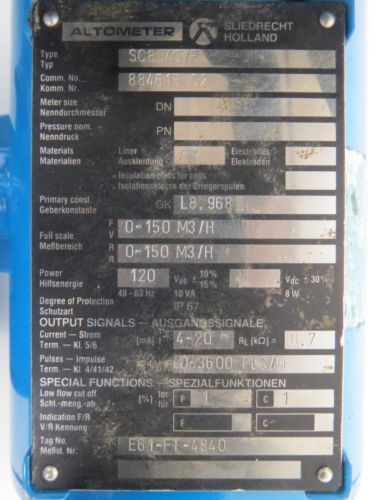 ALTOMETER SLIEDRECHT HOLLAND
Type
Typ
Comm. No.
Komm. Nr.
Meter size
Nenndurchmesser DN
Pressure nom.
Nenndruck PN
Materials Liner Electrodes
Materialien Auskleidung Elektroden
Insulation class for coils
Isolationsklasse der Erregerspulen
Primary const.
Geberkonstante GK L8,968
Full scale F V 0-150 M3/H
Meßbereich R R 0-150 M3/H
Power 120 Vac ± 10% 15% Vdc ± 30%
Hilfsenergie 48 - 63 Hz 10 VA 8 W
Degree of Protection
Schutzart IP 67
OUTPUT SIGNALS – AUSGANGSSIGNALE
Current – Strom
Term. – Kl. 5/6 [mA] I 4-20 RL [kΩ] 0,7
Pulses – Impulse
Term. – Kl. 4/41/42 0-3600 PLS/H
SPECIAL FUNCTIONS – SPEZIALFUNKTIONEN
Low flow cut off
Schl.-meng.-ab. [%] for für F 1 C 1
Indication F/R
V/R Kennung F C
Tag No.
Meßst. Nr. E61-FT-4840